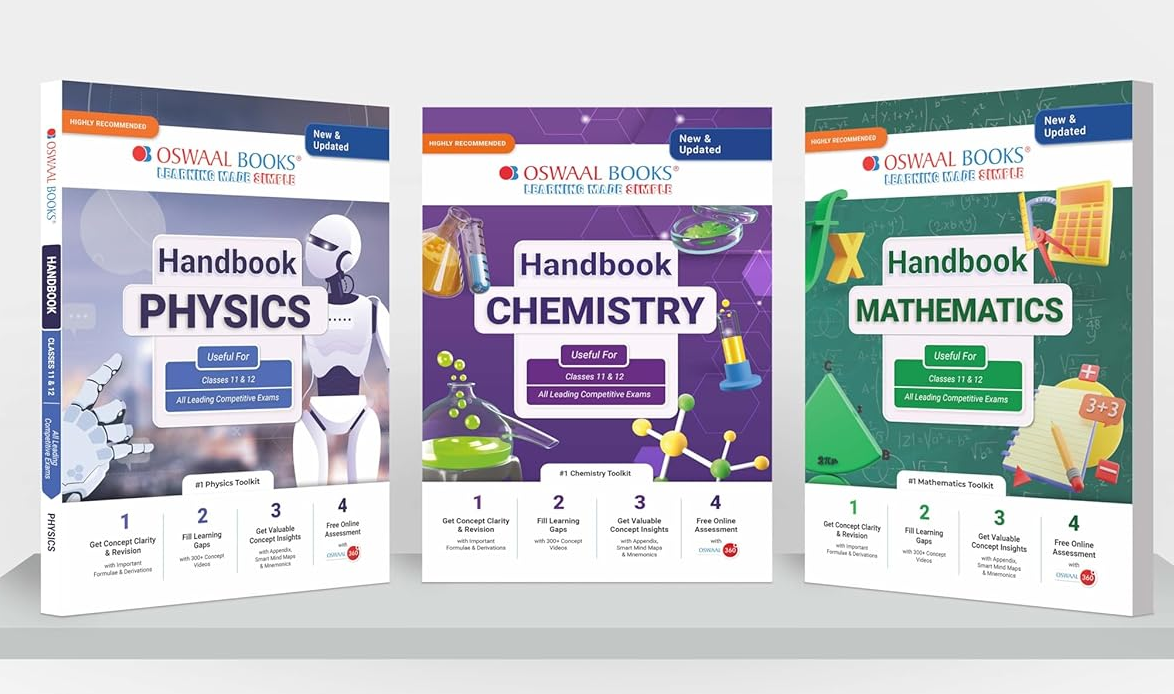 OSWAAL BOOKS®
HANDBOOK
CLASSES 11 & 12
All Leading
Competitive Exams
PHYSICS
HIGHLY RECOMMENDED
New &
Updated
OSWAAL BOOKS®
LEARNING MADE SIMPLE
Handbook
PHYSICS
Useful For
Classes 11 & 12
All Leading Competitive Exams
#1 Physics Toolkit
1
Get Concept Clarity
& Revision
with Important
Formulae & Derivations
2
Fill Learning
Gaps
with 300+ Concept
Videos
3
Get Valuable
Concept Insights
with Appendix,
Smart Mind Maps
& Mnemonics
4
Free Online
Assessment
with
OSWAAL 360
HIGHLY RECOMMENDED
New &
Updated
OSWAAL BOOKS®
LEARNING MADE SIMPLE
Handbook
CHEMISTRY
Useful For
Classes 11 & 12
All Leading Competitive Exams
#1 Chemistry Toolkit
1
Get Concept Clarity
& Revision
with Important
Formulae & Derivations
2
Fill Learning
Gaps
with 300+ Concept
Videos
3
Get Valuable
Concept Insights
with Appendix,
Smart Mind Maps
& Mnemonics
4
Free Online
Assessment
with
OSWAAL 360
HIGHLY RECOMMENDED
New &
Updated
OSWAAL BOOKS®
LEARNING MADE SIMPLE
f
x
Handbook
MATHEMATICS
Useful For
Classes 11 & 12
All Leading Competitive Exams
C
B
3+3
#1 Mathematics Toolkit
1
Get Concept Clarity
& Revision
with Important
Formulae & Derivations
2
Fill Learning
Gaps
with 300+ Concept
Videos
3
Get Valuable
Concept Insights
with Appendix,
Smart Mind Maps
& Mnemonics
4
Free Online
Assessment
with
OSWAAL 360